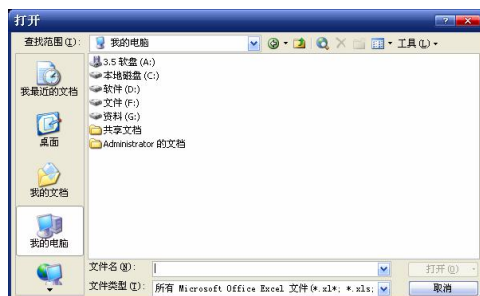 打开
查找范围(I): 我的电脑 工具(L)
3.5 软盘 (A:)
本地磁盘 (C:)
软件 (D:)
文件 (F:)
资料 (G:)
共享文档
Administrator 的文档
我最近的文档
桌面
我的文档
我的电脑
文件名(N): 打开(O)
文件类型(T): 所有 Microsoft Office Excel 文件(*.xl*; *.xls; 取消